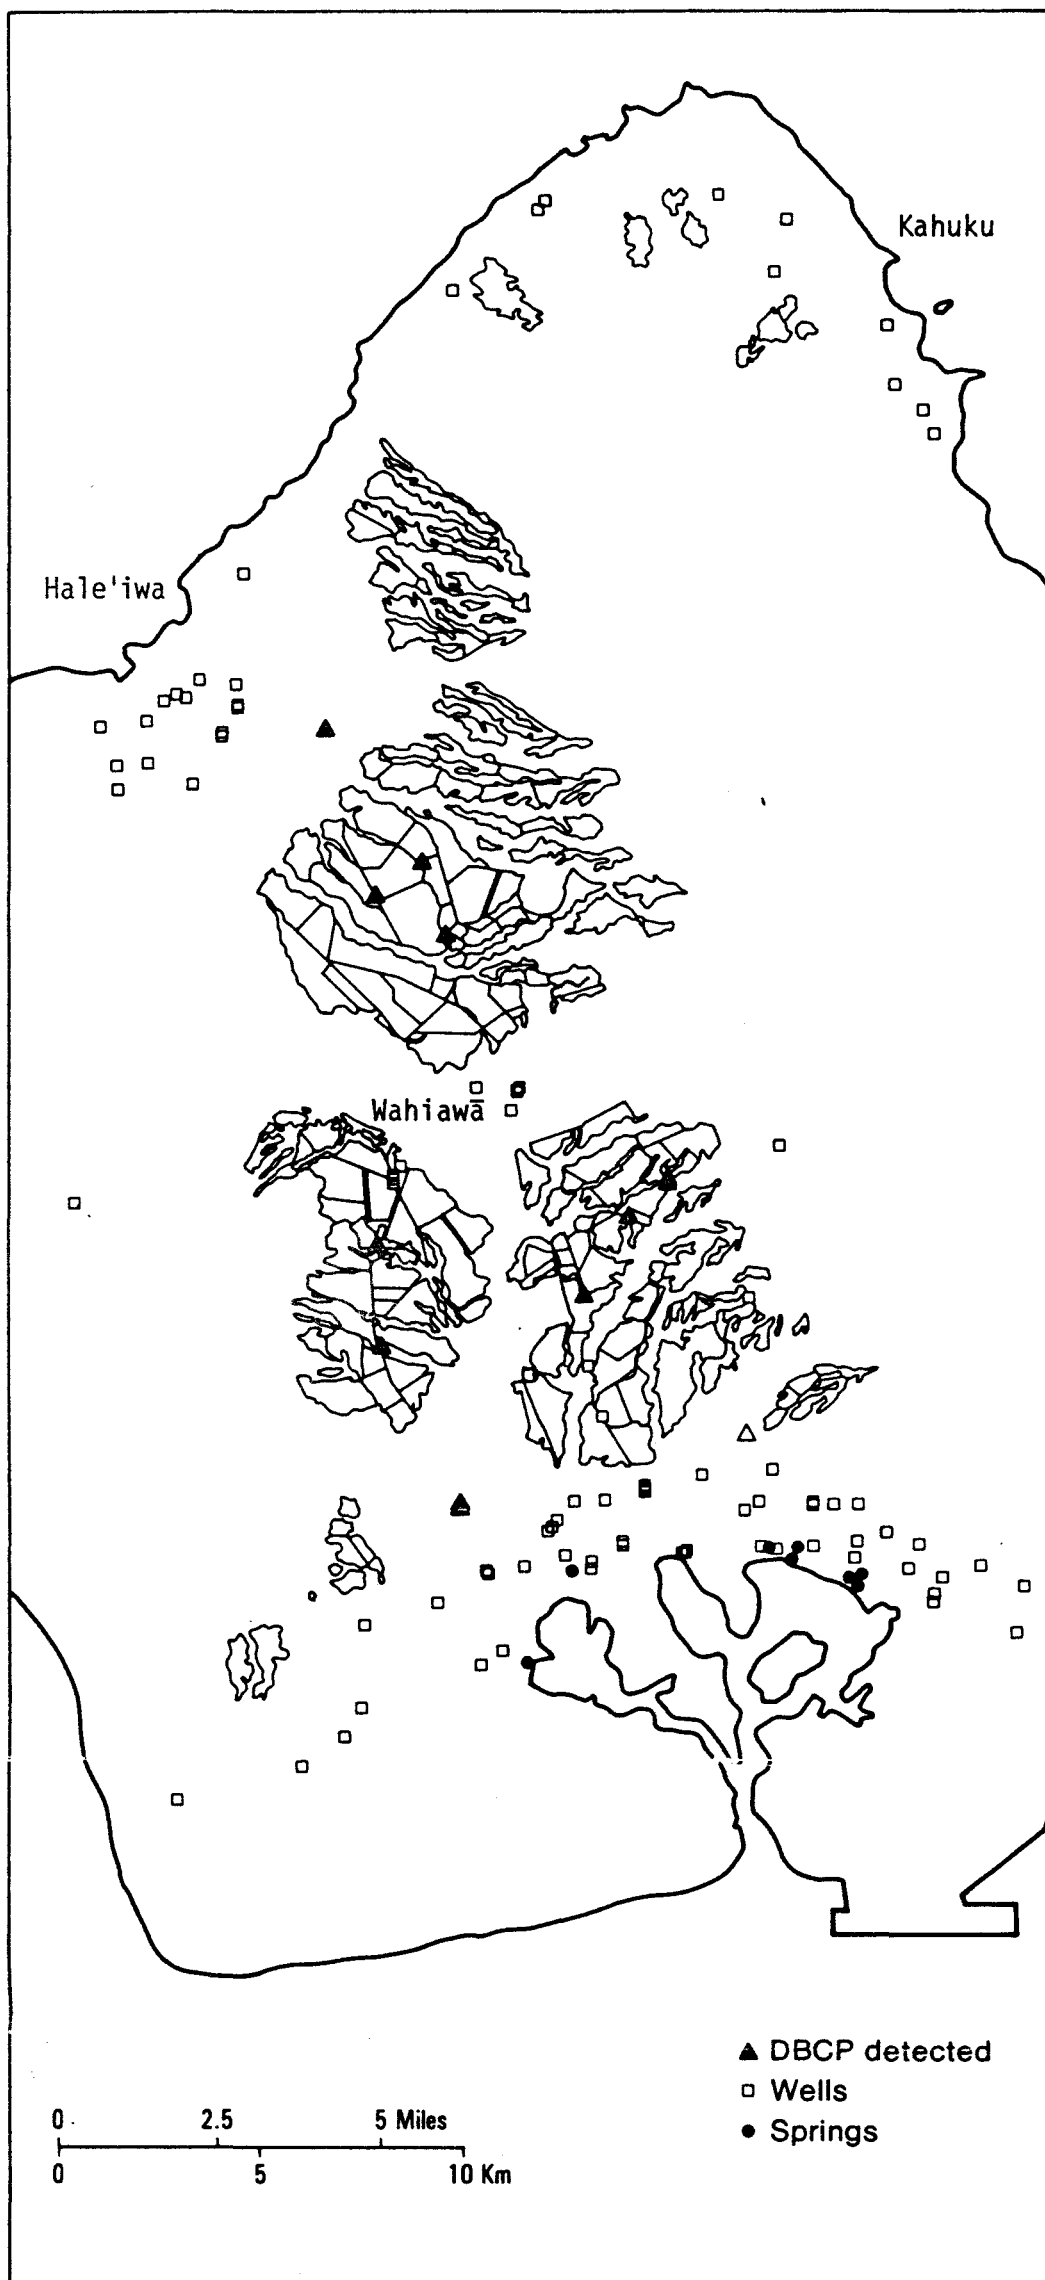 Kahuku
Hale'iwa
Wahiawā
▲ DBCP detected
□ Wells
● Springs
0 2.5 5 Miles
0 5 10 Km